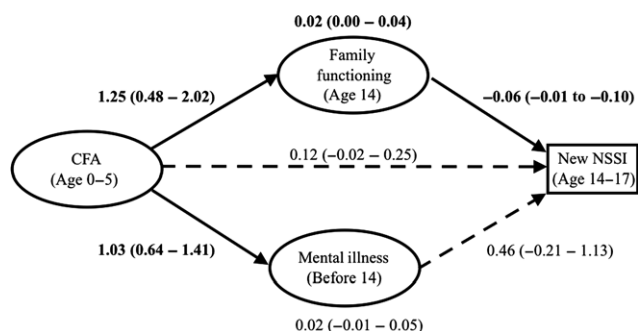 0.02 (0.00 – 0.04)
Family
functioning
(Age 14)
1.25 (0.48 – 2.02)
–0.06 (–0.01 to –0.10)
CFA
(Age 0–5)
0.12 (–0.02 – 0.25)
New NSSI
(Age 14–17)
1.03 (0.64 – 1.41)
Mental illness
(Before 14)
0.46 (–0.21 – 1.13)
0.02 (–0.01 – 0.05)